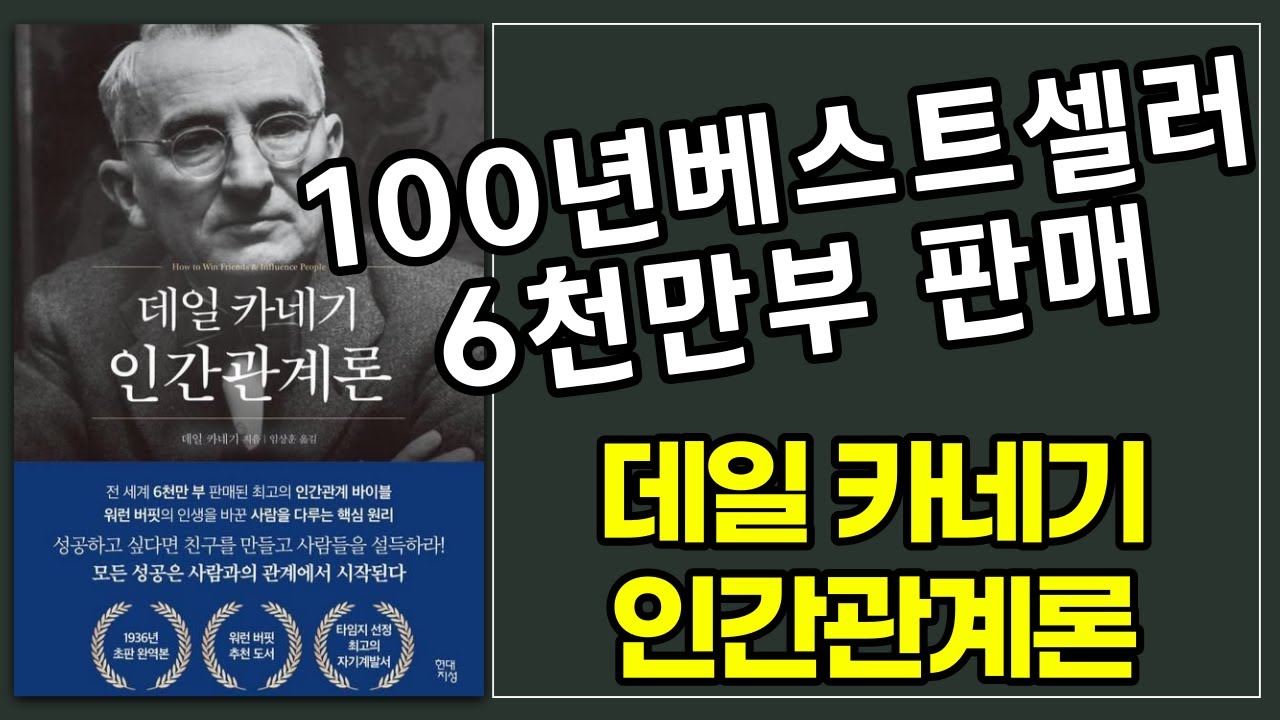 How to Win Friends & Influence People
데일 카네기
인간관계론
데일 카네기 지음 | 임상훈 옮김
전 세계 6천만 부 판매된 최고의 인간관계 바이블
워런 버핏의 인생을 바꾼 사람을 다루는 핵심 원리
성공하고 싶다면 친구를 만들고 사람들을 설득하라!
모든 성공은 사람과의 관계에서 시작된다
1936년
초판 완역본
워런 버핏
추천 도서
타임지 선정
최고의
자기계발서
현대
지성
100년베스트셀러
6천만부 판매
데일 카네기
인간관계론